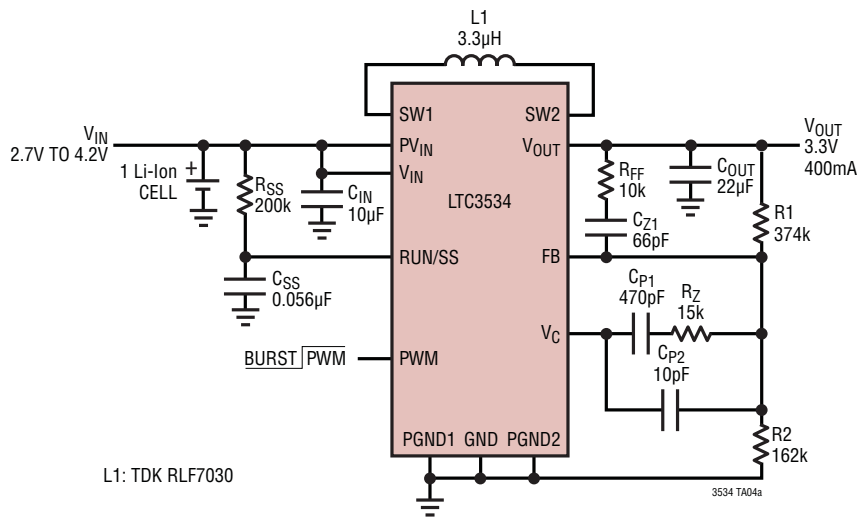 L1
3.3µH
SW1
SW2
VIN
2.7V TO 4.2V
PVIN
VOUT
VOUT
3.3V
400mA
1 Li-Ion
CELL
+
RSS
200k
VIN
CIN
10µF
LTC3534
RFF
10k
COUT
22µF
CZ1
66pF
R1
374k
RUN/SS
FB
CSS
0.056µF
CP1
470pF
RZ
15k
VC
BURST PWM
PWM
CP2
10pF
PGND1 GND PGND2
R2
162k
L1: TDK RLF7030
3534 TA04a